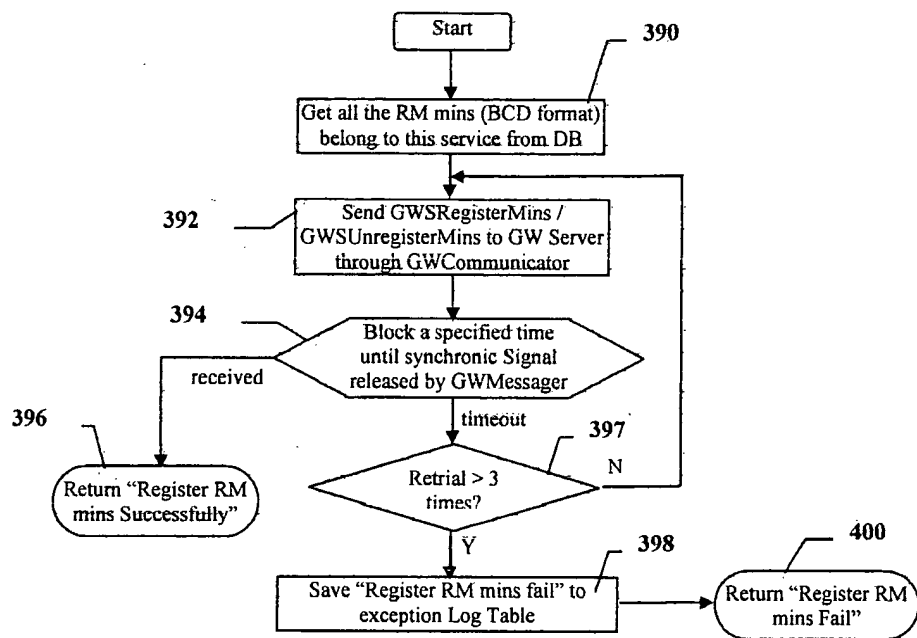 Start
390
Get all the RM mins (BCD format)
belong to this service from DB
392
Send GWSRegisterMins /
GWSUnregisterMins to GW Server
through GWCommunicator
394
Block a specified time
until synchronic Signal
released by GWMessager
received
timeout
396
Return "Register RM
mins Successfully"
397
Retrial > 3
times?
N
Y
398
Save "Register RM mins fail" to
exception Log Table
400
Return "Register RM
mins Fail"